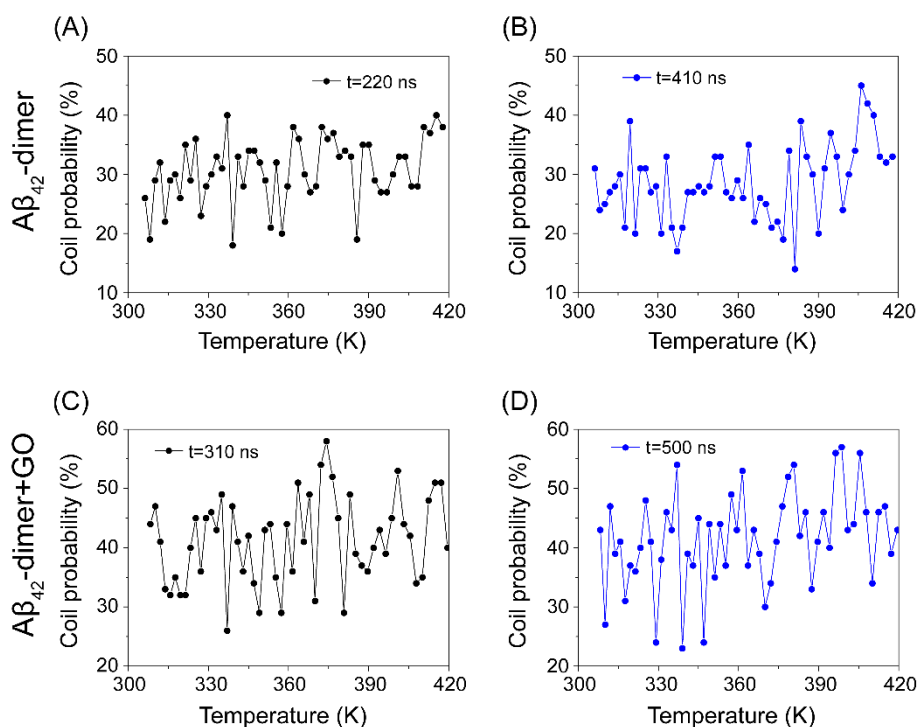 (A)
(B)
Aβ₄₂-dimer
Coil probability (%)
50
40
30
20
10
t=220 ns
300
330
360
390
420
Temperature (K)
Coil probability (%)
50
40
30
20
10
t=410 ns
300
330
360
390
420
Temperature (K)
(C)
(D)
Aβ₄₂-dimer+GO
Coil probability (%)
60
50
40
30
20
t=310 ns
300
330
360
390
420
Temperature (K)
Coil probability (%)
60
50
40
30
20
t=500 ns
300
330
360
390
420
Temperature (K)